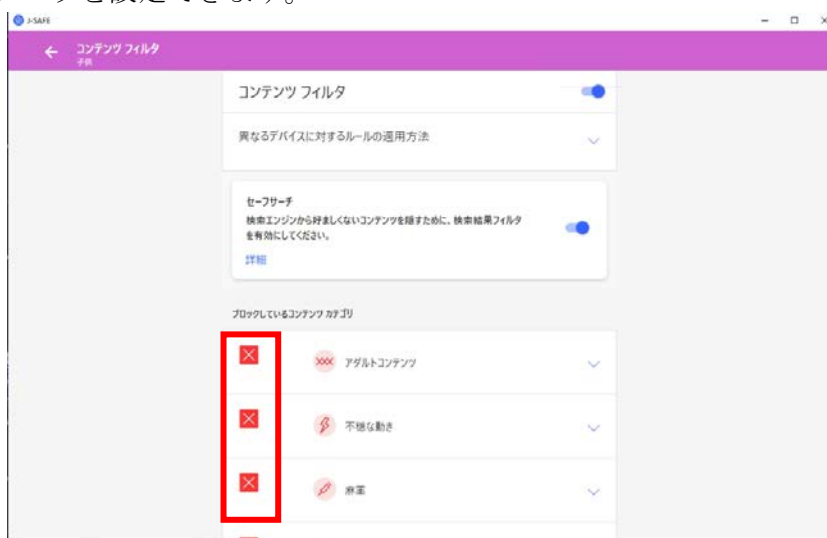 を設定できます。
J-SAFE
コンテンツ フィルタ
子供
コンテンツ フィルタ
異なるデバイスに対するルールの適用方法
セーフサーチ
検索エンジンから好ましくないコンテンツを隠すために、検索結果フィルタ
を有効にしてください。
詳細
ブロックしているコンテンツ カテゴリ
アダルトコンテンツ
不穏な動き
麻薬